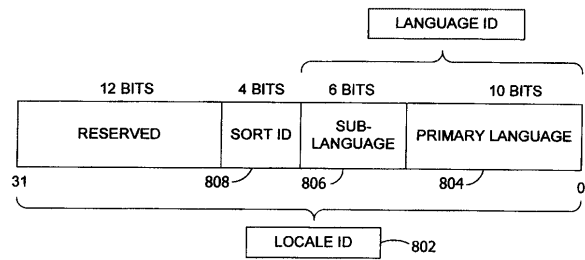 LANGUAGE ID
12 BITS 4 BITS 6 BITS 10 BITS
RESERVED SORT ID SUB-
LANGUAGE PRIMARY LANGUAGE
31 808 806 804 0
LOCALE ID 802